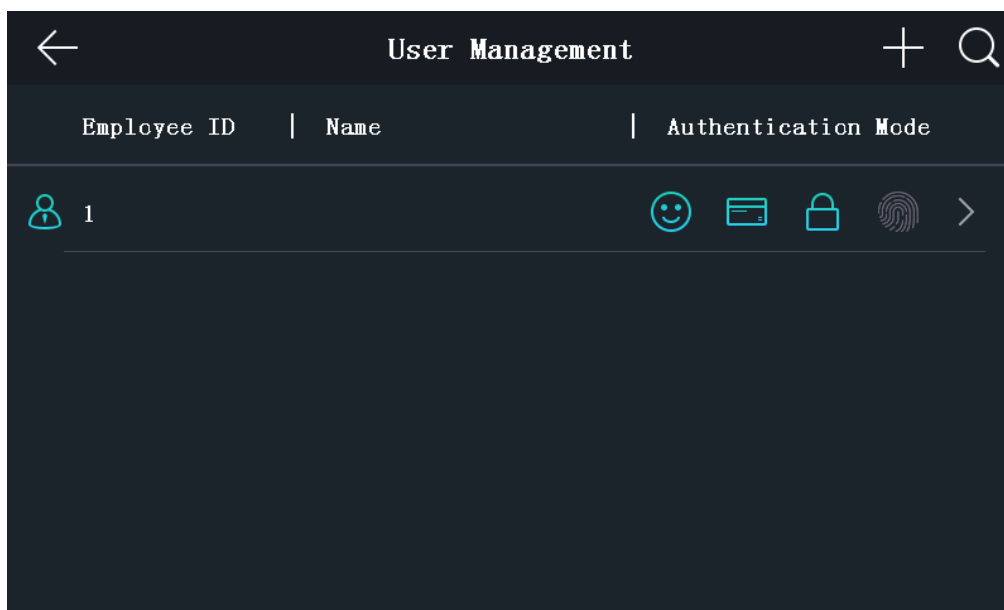 User Management
Employee ID | Name | Authentication Mode
1